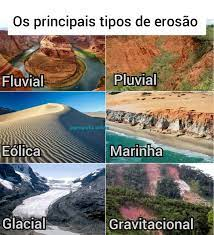 Os principais tipos de erosão
Fluvial
Pluvial
Eólica
Marinha
Glacial
Gravitacional